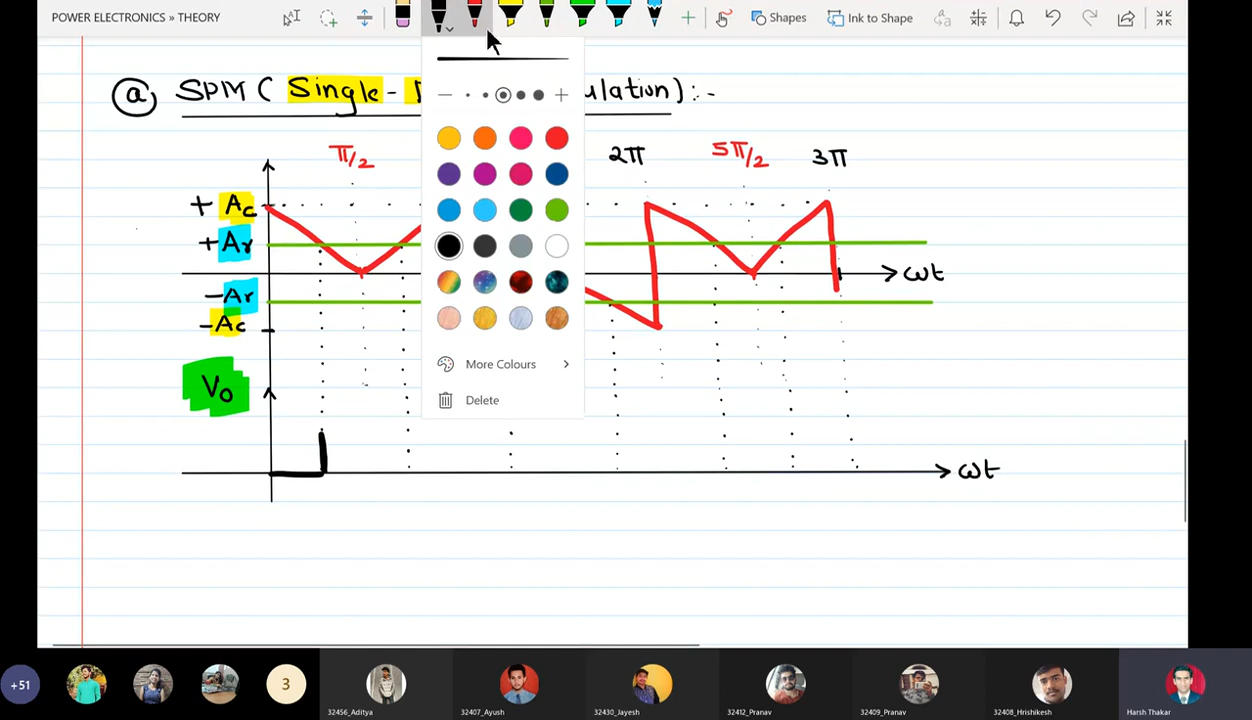 POWER ELECTRONICS » THEORY
Shapes
Ink to Shape
ⓐ SPM ( Single - ulation) :-
π/2
2π
5π/2
3π
+ Ac
+ Ar
- Ar
- Ac
ωt
Vo
ωt
More Colours
Delete
+51
3
32456_Aditya
32407_Ayush
32430_Jayesh
32412_Pranav
32409_Pranav
32408_Hrishikesh
Harsh Thakar